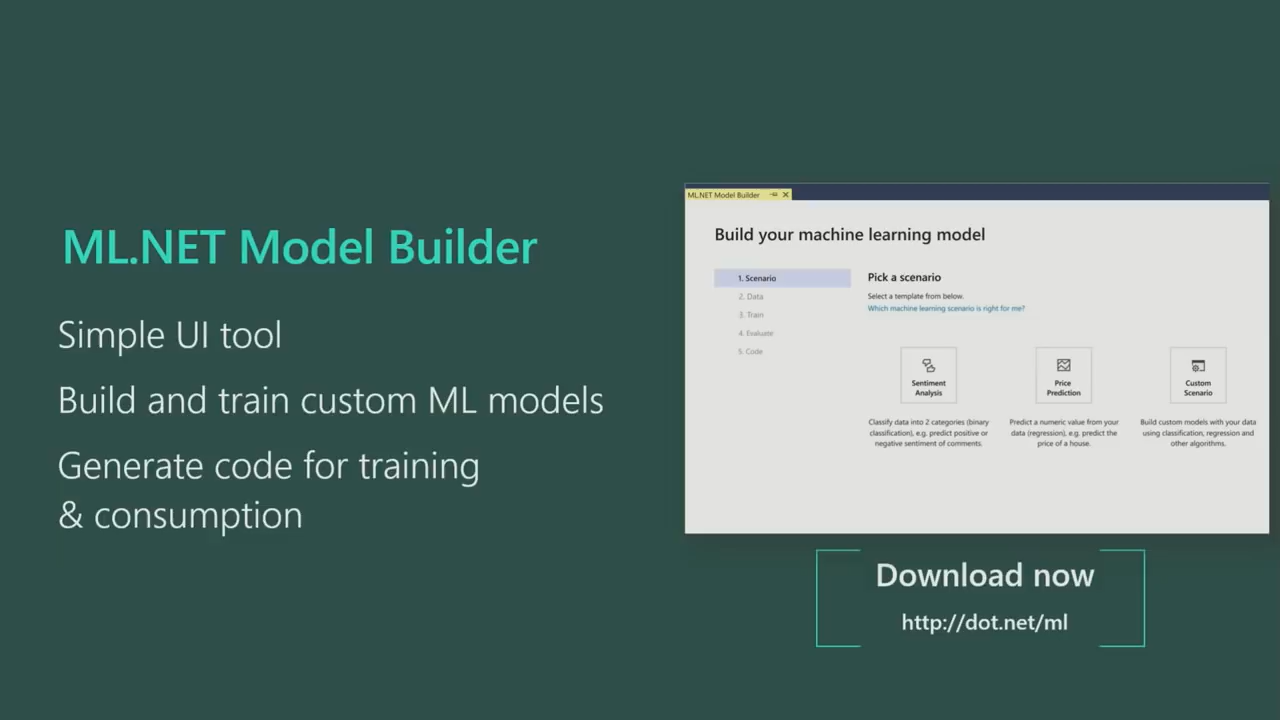 ML.NET Model Builder
Simple UI tool
Build and train custom ML models
Generate code for training
& consumption
ML.NET Model Builder
Build your machine learning model
1. Scenario
2. Data
3. Train
4. Evaluate
5. Code
Pick a scenario
Select a template from below.
Which machine learning scenario is right for me?
Sentiment
Analysis
Classify data into 2 categories (binary
classification), e.g. predict positive or
negative sentiment of comments.
Price
Prediction
Predict a numeric value from your
data (regression), e.g. predict the
price of a house.
Custom
Scenario
Build custom models with your data
using classification, regression and
other algorithms.
Download now
http://dot.net/ml